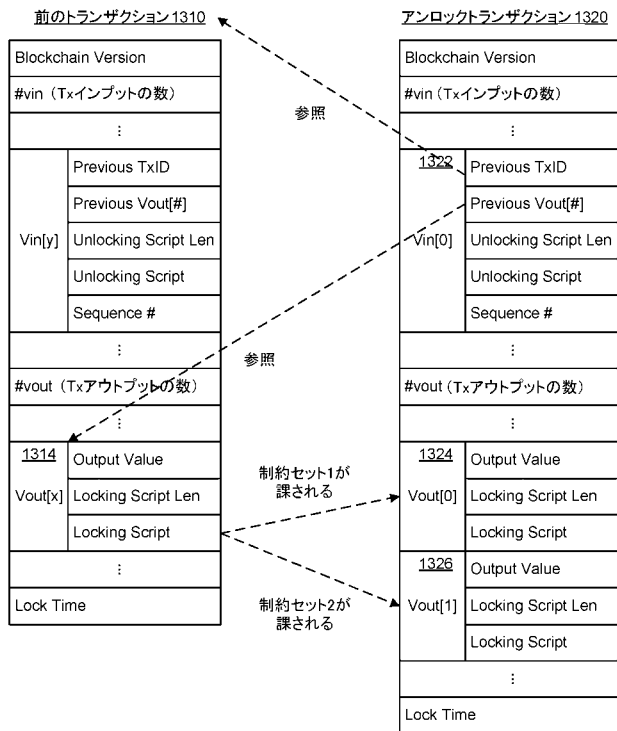 前のトランザクション1310
Blockchain Version
#vin (Txインプットの数)
⋮
Vin[y]
Previous TxID
Previous Vout[#]
Unlocking Script Len
Unlocking Script
Sequence #
⋮
#vout (Txアウトプットの数)
⋮
1314
Vout[x]
Output Value
Locking Script Len
Locking Script
⋮
Lock Time
参照
参照
制約セット1が
課される
制約セット2が
課される
アンロックトランザクション1320
Blockchain Version
#vin (Txインプットの数)
⋮
1322
Vin[0]
Previous TxID
Previous Vout[#]
Unlocking Script Len
Unlocking Script
Sequence #
⋮
#vout (Txアウトプットの数)
⋮
1324
Vout[0]
Output Value
Locking Script Len
Locking Script
1326
Vout[1]
Output Value
Locking Script Len
Locking Script
⋮
Lock Time